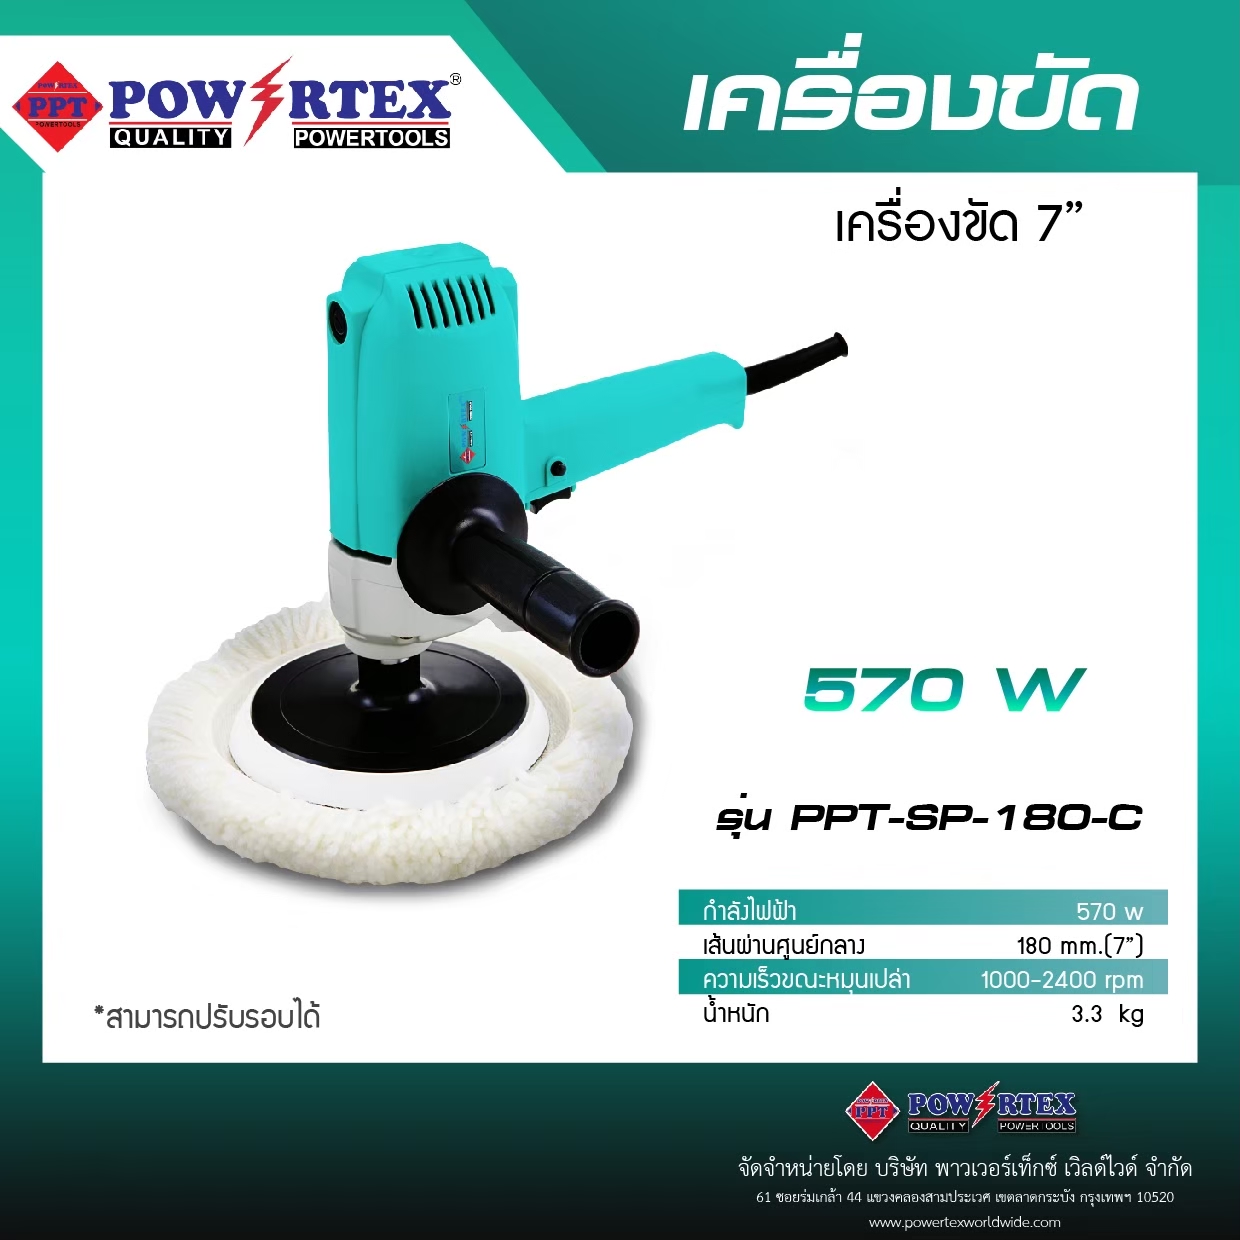 POWERTEX®
PPT
POWERTEX
POWERTOOLS
QUALITY POWERTOOLS
เครื่องขัด
เครื่องขัด 7”
570 W
รุ่น PPT-SP-180-C
กำลังไฟฟ้า 570 w
เส้นผ่านศูนย์กลาง 180 mm.(7”)
ความเร็วขณะหมุนเปล่า 1000-2400 rpm
น้ำหนัก 3.3 kg
*สามารถปรับรอบได้
PPT POWERTEX
QUALITY POWERTOOLS
จัดจำหน่ายโดย บริษัท พาวเวอร์เท็กซ์ เวิลด์ไวด์ จำกัด
61 ซอยร่มเกล้า 44 แขวงคลองสามประเวศ เขตลาดกระบัง กรุงเทพฯ 10520
www.powertexworldwide.com